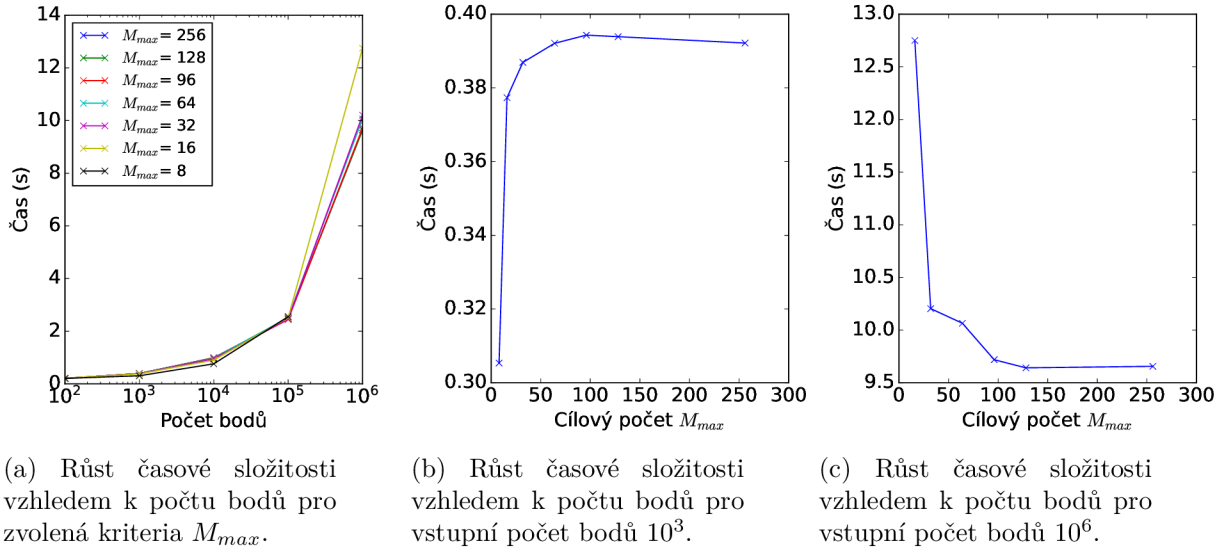 14
12
10
8
6
4
2
0
Čas (s)
M_max = 256
M_max = 128
M_max = 96
M_max = 64
M_max = 32
M_max = 16
M_max = 8
10^2 10^3 10^4 10^5 10^6
Počet bodů
0.40
0.38
0.36
0.34
0.32
0.30
Čas (s)
0 50 100 150 200 250 300
Cílový počet M_max
13.0
12.5
12.0
11.5
11.0
10.5
10.0
9.5
Čas (s)
0 50 100 150 200 250 300
Cílový počet M_max
(a) Růst časové složitosti
vzhledem k počtu bodů pro
zvolená kriteria M_max.
(b) Růst časové složitosti
vzhledem k počtu bodů pro
vstupní počet bodů 10^3.
(c) Růst časové složitosti
vzhledem k počtu bodů pro
vstupní počet bodů 10^6.